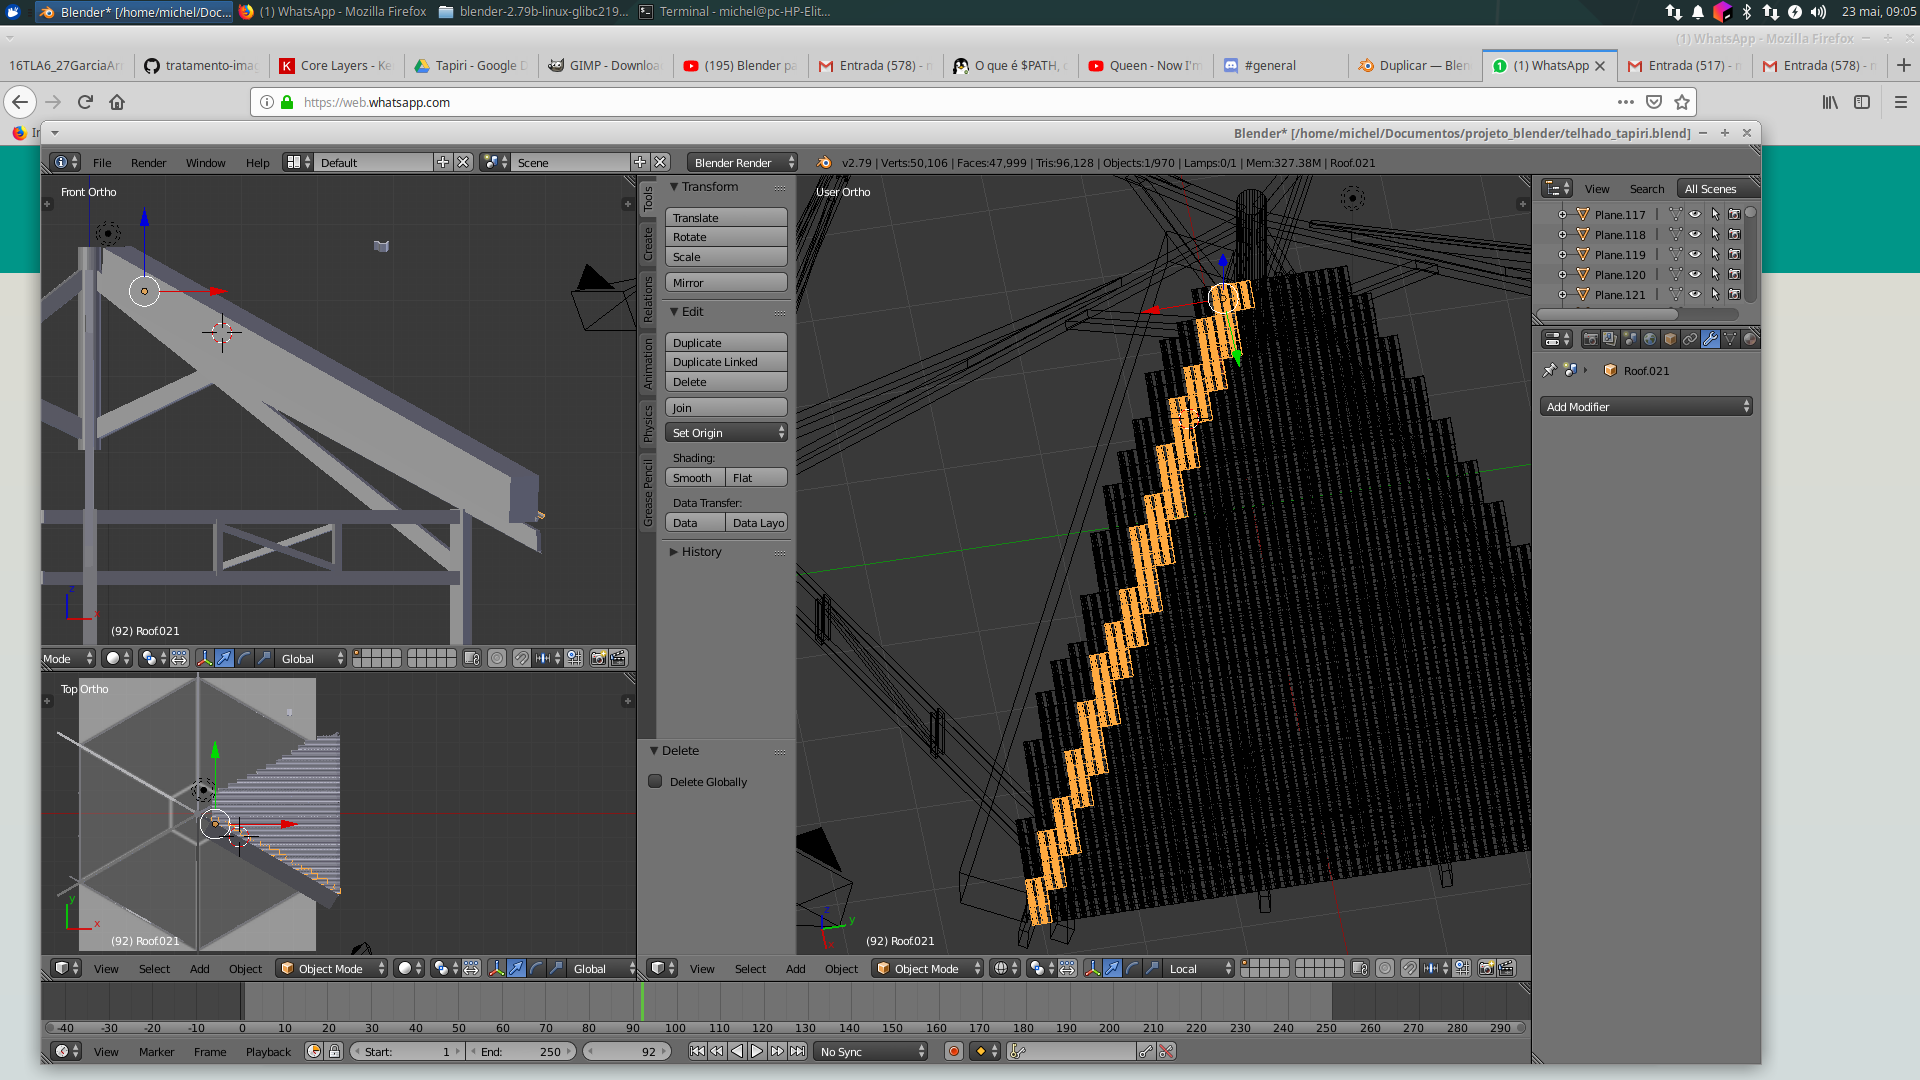 Blender* [/home/michel/Doc...
(1) WhatsApp - Mozilla Firefox
blender-2.79b-linux-glibc219...
Terminal - michel@pc-HP-Elit...
23 mai, 09:05
(1) WhatsApp - Mozilla Firefox
16TLA6_27GarciaAr
tratamento-imag
Core Layers - Ke
Tapiri - Google D
GIMP - Downloa
(195) Blender pa
Entrada (578) - m
O que é $PATH,
Queen - Now I'm
#general
Duplicar — Blen
(1) WhatsApp
Entrada (517) - m
Entrada (578) - m
https://web.whatsapp.com
Blender* [/home/michel/Documentos/projeto_blender/telhado_tapiri.blend]
File
Render
Window
Help
Default
Scene
Blender Render
v2.79 | Verts:50,106 | Faces:47,999 | Tris:96,128 | Objects:1/970 | Lamps:0/1 | Mem:327.38M | Roof.021
Front Ortho
z
x
(92) Roof.021
Mode
Global
Top Ortho
y
x
(92) Roof.021
View
Select
Add
Object
Object Mode
Global
Tools
Create
Relations
Animation
Physics
Grease Pencil
Transform
Translate
Rotate
Scale
Mirror
Edit
Duplicate
Duplicate Linked
Delete
Join
Set Origin
Shading:
Smooth
Flat
Data Transfer:
Data
Data Layo
History
Delete
Delete Globally
User Ortho
z
y
x
(92) Roof.021
View
Select
Add
Object
Object Mode
Local
View
Search
All Scenes
Plane.117
Plane.118
Plane.119
Plane.120
Plane.121
Roof.021
Add Modifier
-40 -30 -20 -10 0 10 20 30 40 50 60 70 80 90 100 110 120 130 140 150 160 170 180 190 200 210 220 230 240 250 260 270 280 290
View
Marker
Frame
Playback
Start: 1
End: 250
92
No Sync